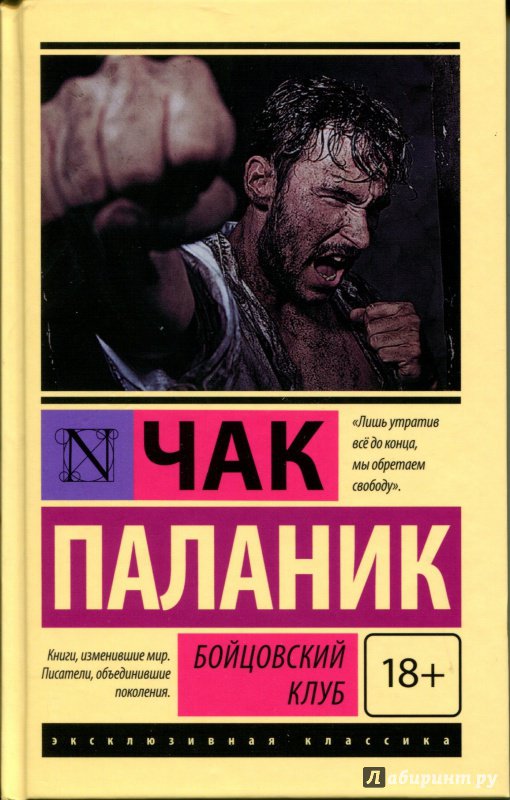 N
ЧАК
«Лишь утратив
всё до конца,
мы обретаем
свободу».
ПАЛАНИК
Книги, изменившие мир.
Писатели, объединившие
поколения.
БОЙЦОВСКИЙ
КЛУБ
18+
эксклюзивная классика
Лабиринт.ру